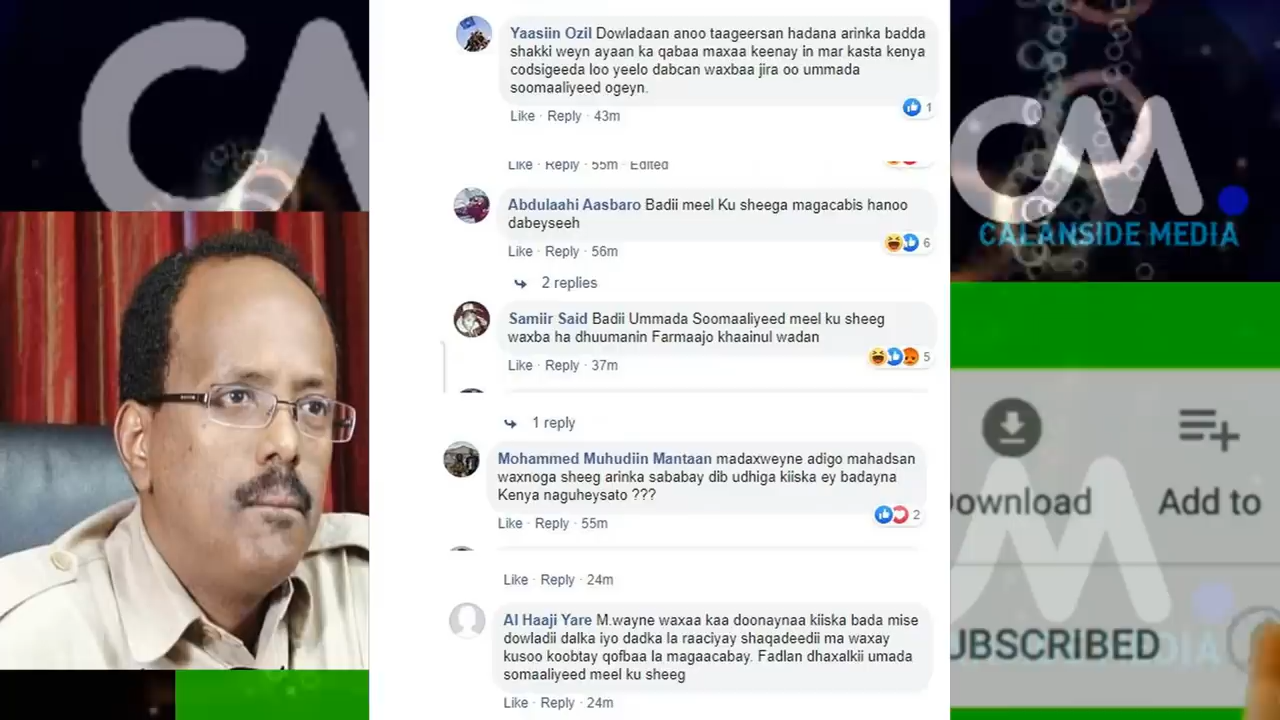 Yaasiin Ozil Dowladaan anoo taageersan hadana arinka badda
shakki weyn ayaan ka qabaa maxaa keenay in mar kasta kenya
codsigeeda loo yeelo dabcan waxbaa jira oo ummada
soomaaliyeed ogeyn.
1
Like · Reply · 43m
Like · Reply · 55m · Edited
Abdulaahi Aasbaro Badii meel Ku sheega magacabis hanoo
dabeyseeh
6
Like · Reply · 56m
2 replies
Samiir Said Badii Ummada Soomaaliyeed meel ku sheeg
waxba ha dhuumanin Farmaajo khaainul wadan
5
Like · Reply · 37m
1 reply
Mohammed Muhudiin Mantaan madaxweyne adigo mahadsan
waxnoga sheeg arinka sababay dib udhiga kiiska ey badayna
Kenya naguheysato ???
2
Like · Reply · 55m
Like · Reply · 24m
Al Haaji Yare M.wayne waxaa kaa doonaynaa kiiska bada mise
dowladii dalka iyo dadka la raaciyay shaqadeedii ma waxay
kusoo koobtay qofbaa la magaacabay. Fadlan dhaxalkii umada
somaaliyeed meel ku sheeg
Like · Reply · 24m
CM
CM.
CALANSIDE MEDIA
ownload
Add to
UBSCRIBED